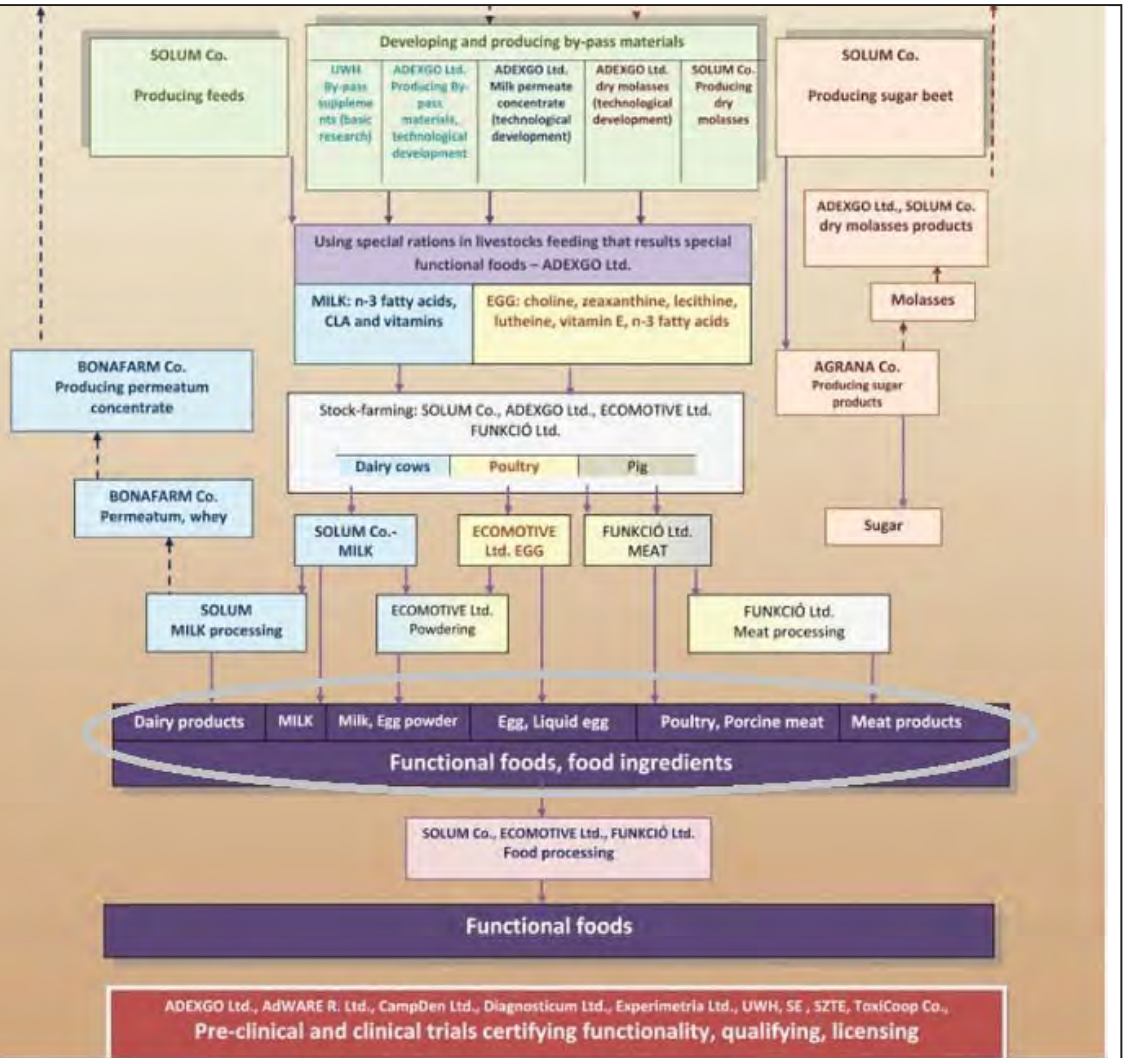 SOLUM Co.
Producing feeds
Developing and producing by-pass materials
UWH
By-pass
suppleme
nts (basic
research)
ADEXGO Ltd.
Producing By-
pass
materials,
technological
development
ADEXGO Ltd.
Milk permeate
concentrate
(technological
development)
ADEXGO Ltd.
dry molasses
(technological
development)
SOLUM Co.
Producing
dry
molasses
SOLUM Co.
Producing sugar beet
ADEXGO Ltd., SOLUM Co.
dry molasses products
Molasses
AGRANA Co.
Producing sugar
products
Sugar
Using special rations in livestocks feeding that results special
functional foods – ADEXGO Ltd.
MILK: n-3 fatty acids,
CLA and vitamins
EGG: choline, zeaxanthine, lecithine,
lutheine, vitamin E, n-3 fatty acids
BONAFARM Co.
Producing permeatum
concentrate
BONAFARM Co.
Permeatum, whey
Stock-farming: SOLUM Co., ADEXGO Ltd., ECOMOTIVE Ltd.
FUNKCIÓ Ltd.
Dairy cows
Poultry
Pig
SOLUM Co.-
MILK
ECOMOTIVE
Ltd. EGG
FUNKCIÓ Ltd.
MEAT
SOLUM
MILK processing
ECOMOTIVE Ltd.
Powdering
FUNKCIÓ Ltd.
Meat processing
Dairy products
MILK
Milk, Egg powder
Egg, Liquid egg
Poultry, Porcine meat
Meat products
Functional foods, food ingredients
SOLUM Co., ECOMOTIVE Ltd., FUNKCIÓ Ltd.
Food processing
Functional foods
ADEXGO Ltd., AdWARE R. Ltd., CampDen Ltd., Diagnosticum Ltd., Experimetria Ltd., UWH, SE , SZTE, ToxiCoop Co.,
Pre-clinical and clinical trials certifying functionality, qualifying, licensing